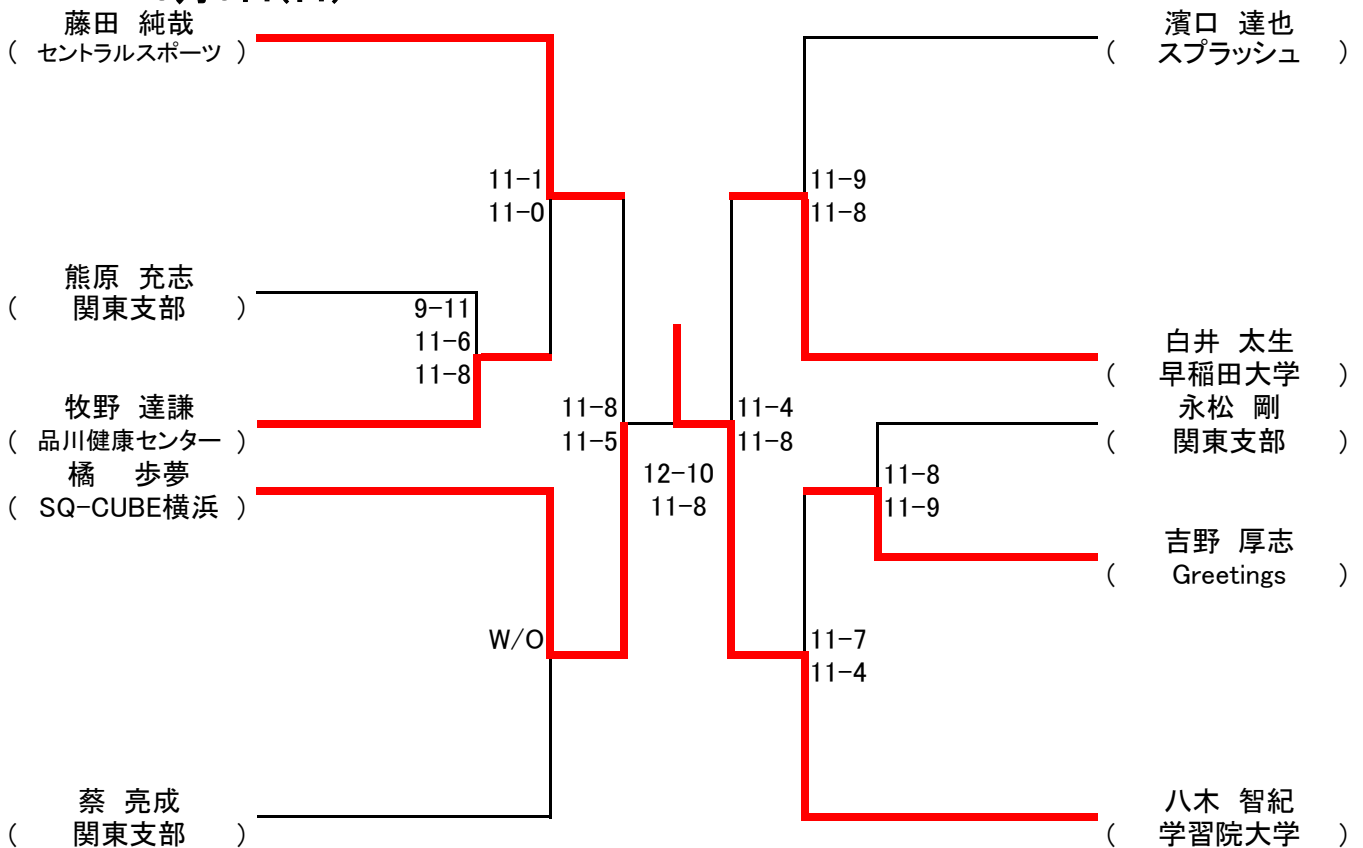 藤田 純哉
( セントラルスポーツ )
11-1
11-0
熊原 充志
( 関東支部 )
9-11
11-6
11-8
牧野 達謙
( 品川健康センター )
橘 歩夢
( SQ-CUBE横浜 )
11-8
11-5
W/O
蔡 亮成
( 関東支部 )
12-10
11-8
濱口 達也
( スプラッシュ )
11-9
11-8
白井 太生
( 早稲田大学 )
永松 剛
( 関東支部 )
11-4
11-8
11-8
11-9
吉野 厚志
( Greetings )
11-7
11-4
八木 智紀
( 学習院大学 )